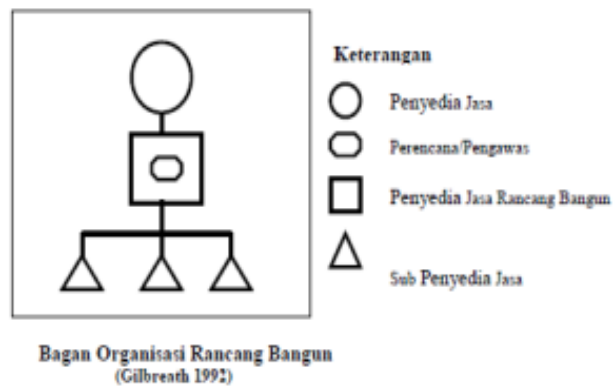 Keterangan
Penyedia Jasa
Perencana/Pengawas
Penyedia Jasa Rancang Bangun
Sub Penyedia Jasa
Bagan Organisasi Rancang Bangun
(Gilbreath 1992)